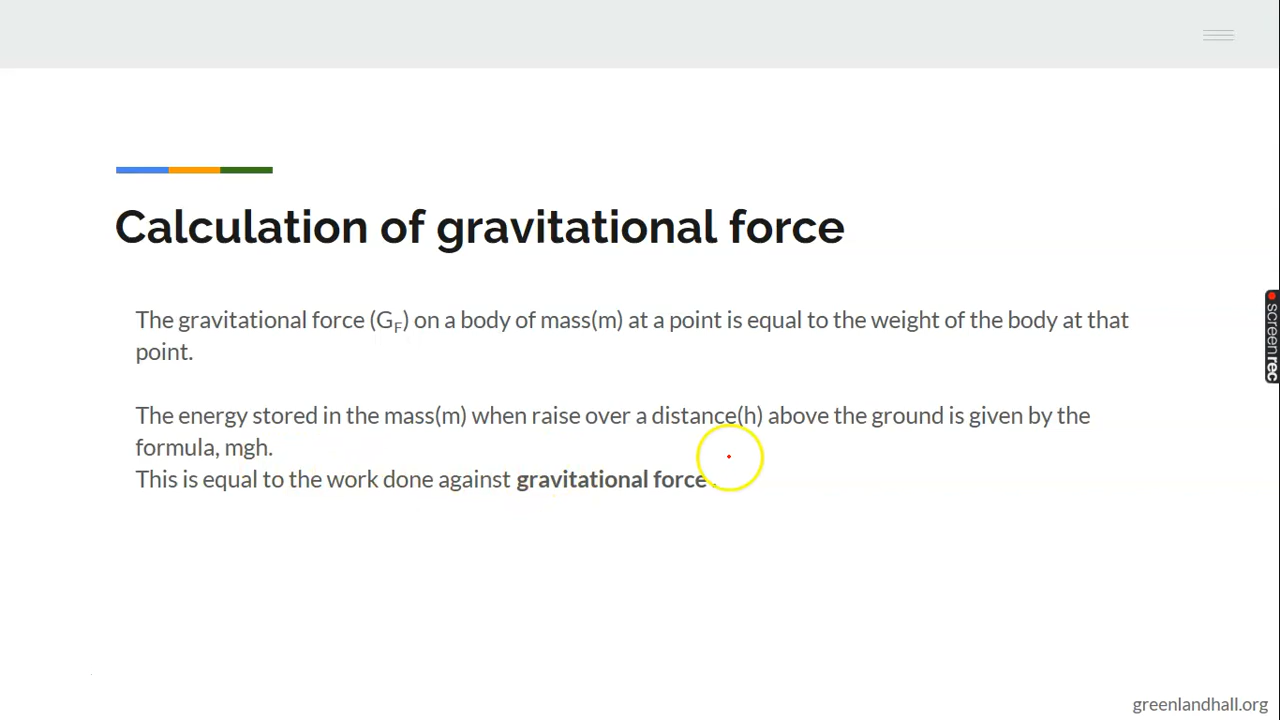 Calculation of gravitational force
The gravitational force (GF) on a body of mass(m) at a point is equal to the weight of the body at that
point.
The energy stored in the mass(m) when raise over a distance(h) above the ground is given by the
formula, mgh.
This is equal to the work done against gravitational force .
screenrec
greenlandhall.org